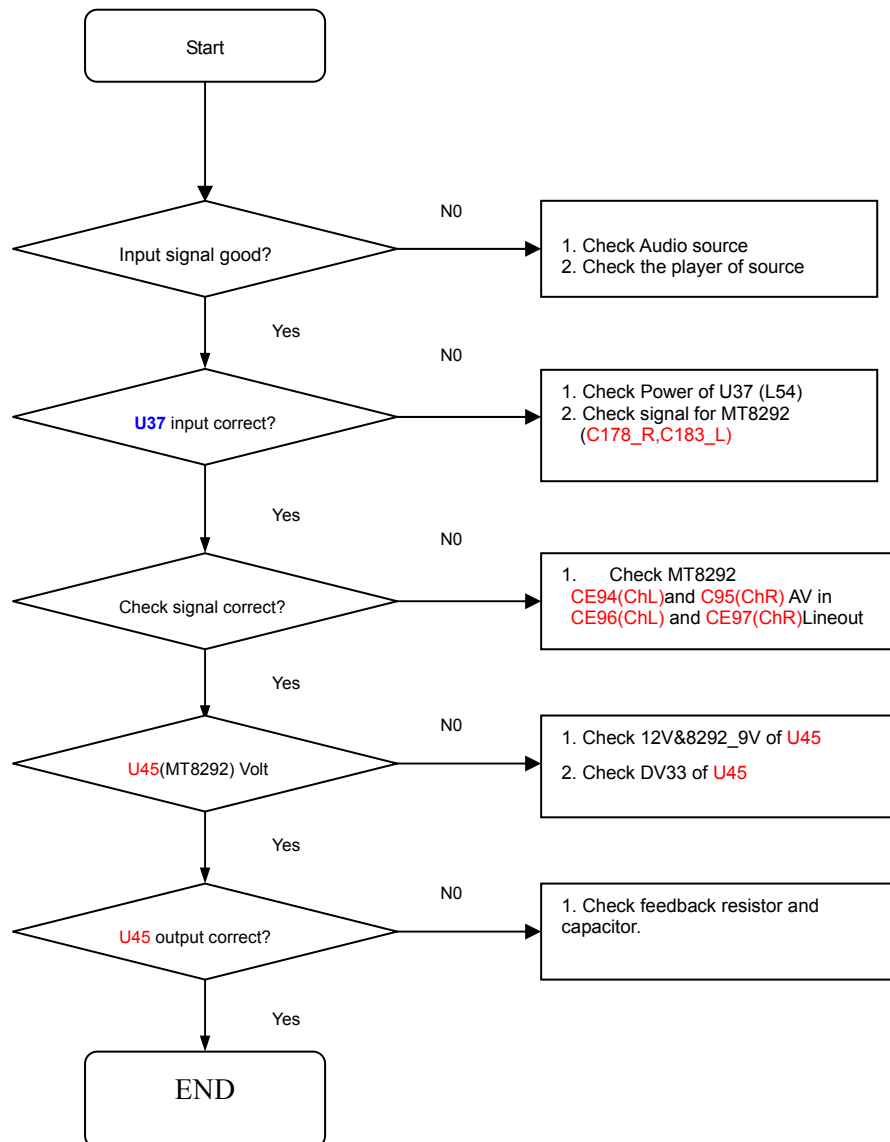 Start
N0
Input signal good?
1. Check Audio source
2. Check the player of source
Yes
N0
U37 input correct?
1. Check Power of U37 (L54)
2. Check signal for MT8292
(C178_R,C183_L)
Yes
N0
Check signal correct?
1. Check MT8292
CE94(ChL)and C95(ChR) AV in
CE96(ChL) and CE97(ChR)Lineout
Yes
N0
U45(MT8292) Volt
1. Check 12V&8292_9V of U45
2. Check DV33 of U45
Yes
N0
U45 output correct?
1. Check feedback resistor and
capacitor.
Yes
END